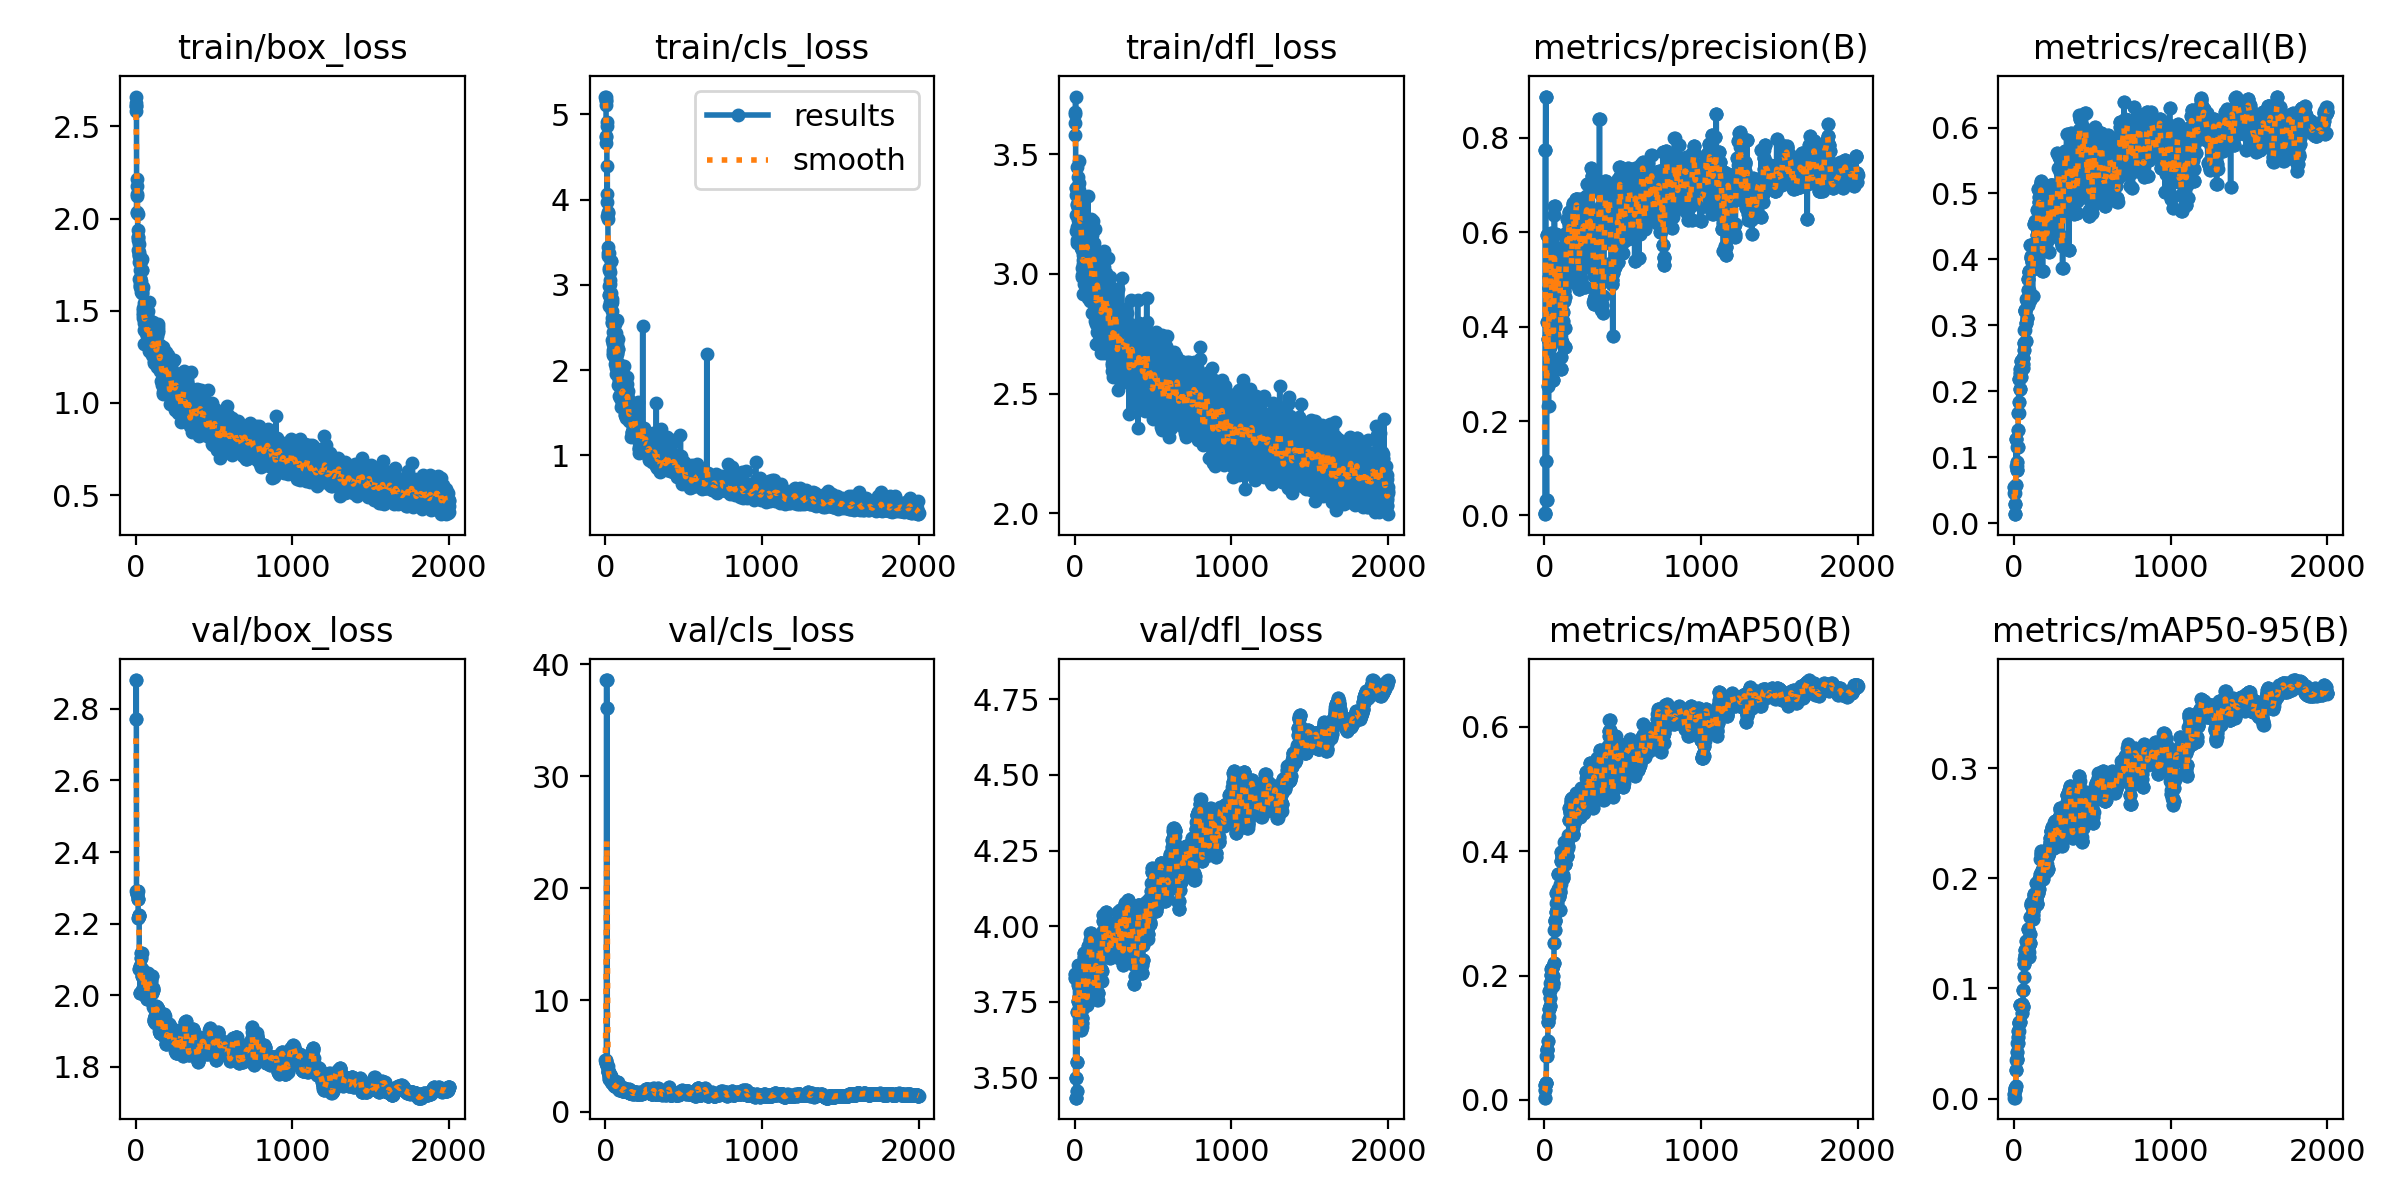 train/box_loss
2.5
2.0
1.5
1.0
0.5
0 1000 2000
train/cls_loss
results
smooth
5
4
3
2
1
0 1000 2000
train/dfl_loss
3.5
3.0
2.5
2.0
0 1000 2000
metrics/precision(B)
0.8
0.6
0.4
0.2
0.0
0 1000 2000
metrics/recall(B)
0.6
0.5
0.4
0.3
0.2
0.1
0.0
0 1000 2000
val/box_loss
2.8
2.6
2.4
2.2
2.0
1.8
0 1000 2000
val/cls_loss
40
30
20
10
0
0 1000 2000
val/dfl_loss
4.75
4.50
4.25
4.00
3.75
3.50
0 1000 2000
metrics/mAP50(B)
0.6
0.4
0.2
0.0
0 1000 2000
metrics/mAP50-95(B)
0.3
0.2
0.1
0.0
0 1000 2000